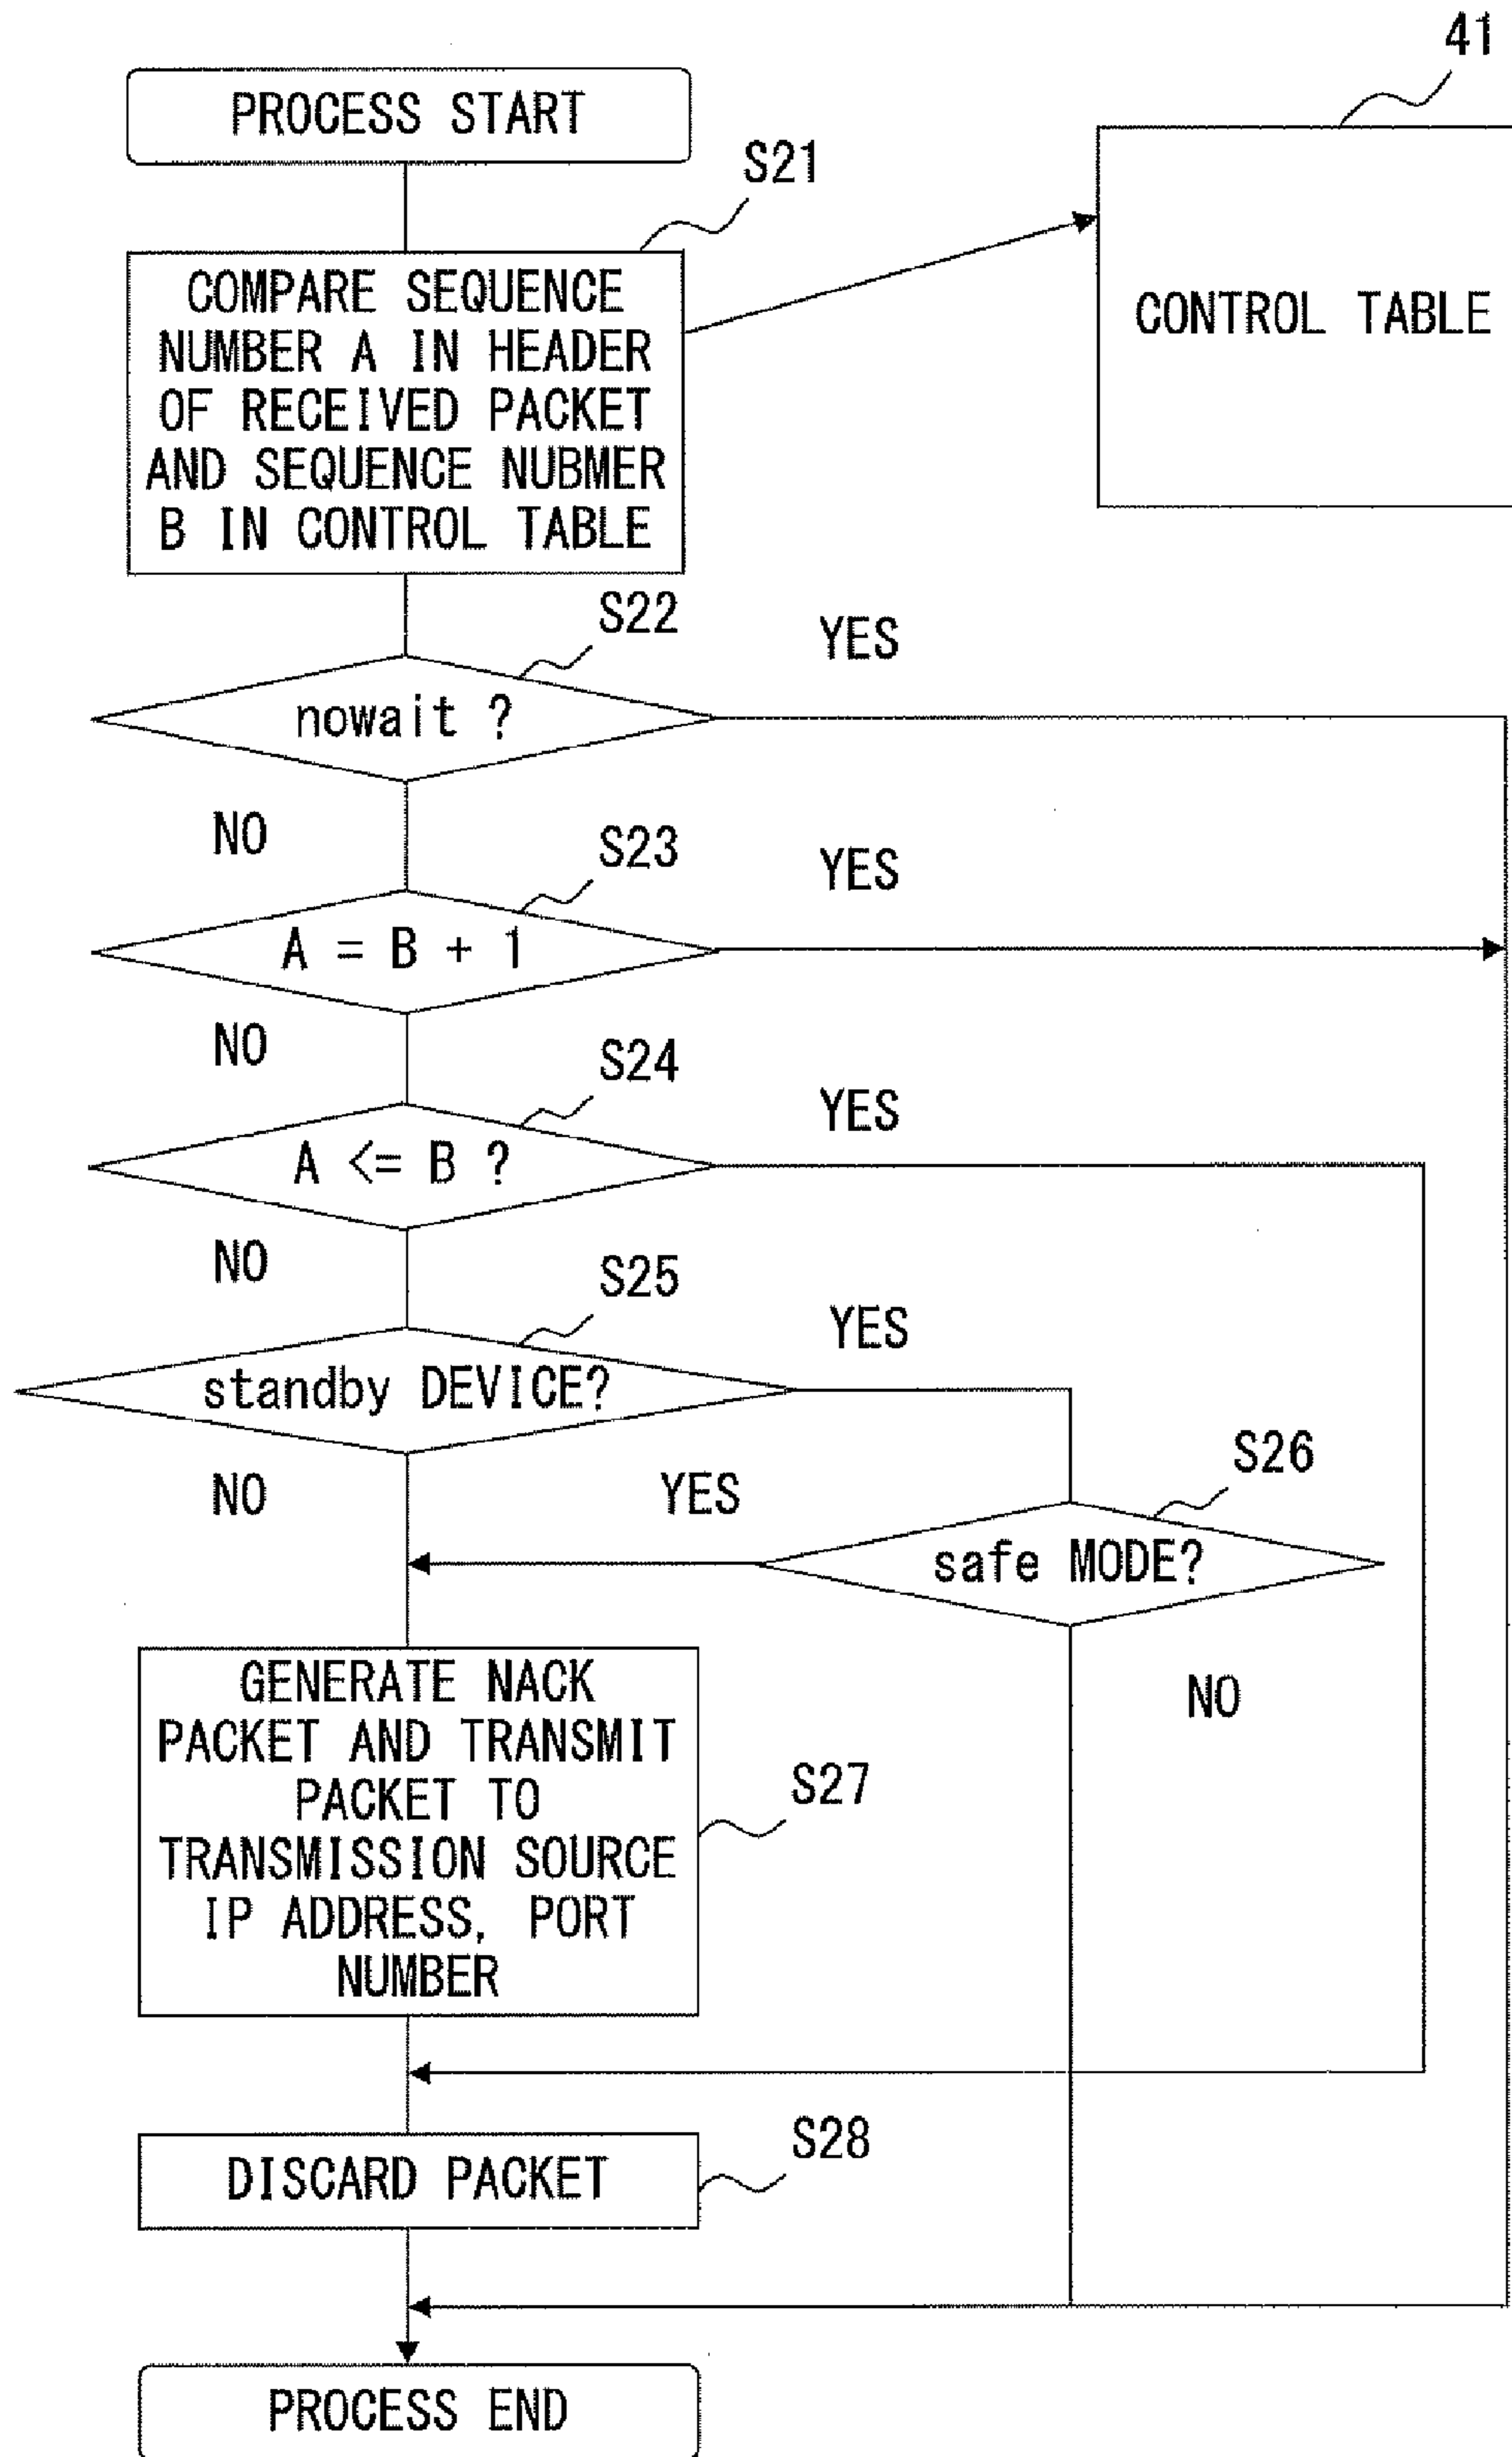 41
PROCESS START
S21
COMPARE SEQUENCE
NUMBER A IN HEADER
OF RECEIVED PACKET
AND SEQUENCE NUBMER
B IN CONTROL TABLE
CONTROL TABLE
S22
YES
nowait ?
NO
S23
YES
A = B + 1
NO
S24
YES
A <= B ?
NO
S25
YES
standby DEVICE?
NO
YES
S26
safe MODE?
NO
GENERATE NACK
PACKET AND TRANSMIT
PACKET TO
TRANSMISSION SOURCE
IP ADDRESS, PORT
NUMBER
S27
DISCARD PACKET
S28
PROCESS END